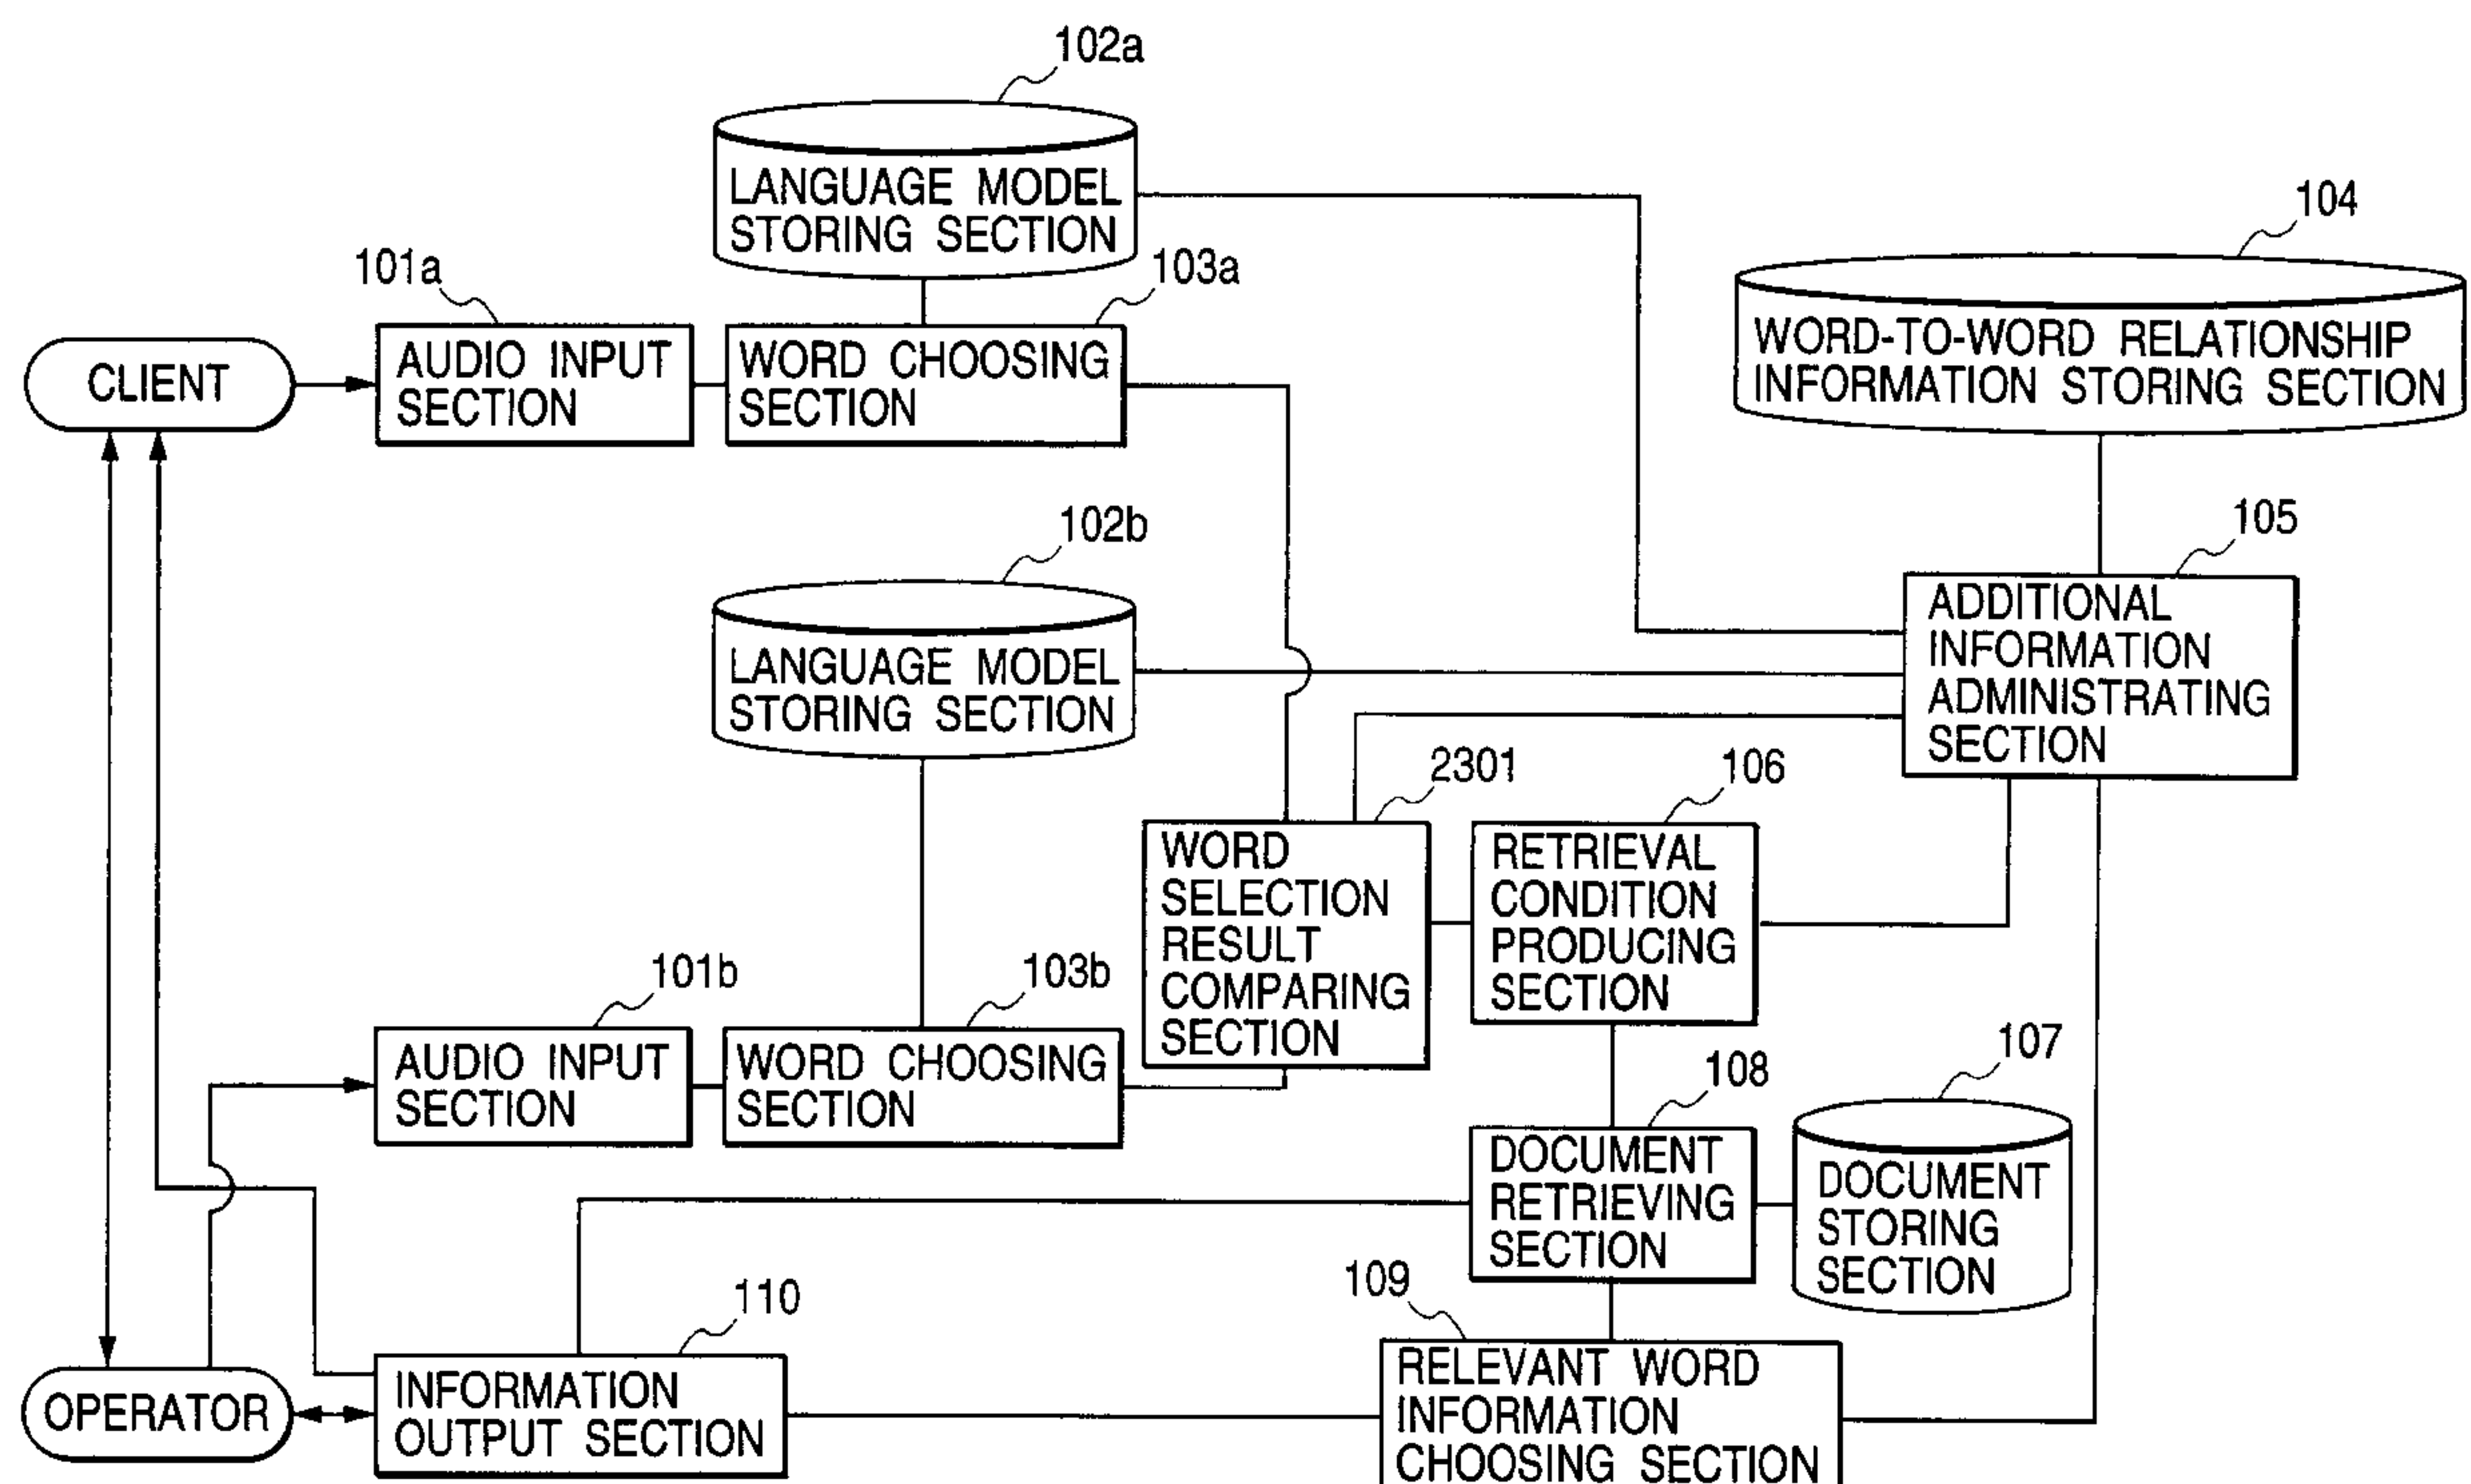 102a
LANGUAGE MODEL
STORING SECTION
104
WORD-TO-WORD RELATIONSHIP
INFORMATION STORING SECTION
101a
103a
CLIENT
AUDIO INPUT
SECTION
WORD CHOOSING
SECTION
102b
LANGUAGE MODEL
STORING SECTION
105
ADDITIONAL
INFORMATION
ADMINISTRATING
SECTION
2301
WORD
SELECTION
RESULT
COMPARING
SECTION
106
RETRIEVAL
CONDITION
PRODUCING
SECTION
101b
103b
AUDIO INPUT
SECTION
WORD CHOOSING
SECTION
108
DOCUMENT
RETRIEVING
SECTION
107
DOCUMENT
STORING
SECTION
110
OPERATOR
INFORMATION
OUTPUT SECTION
109
RELEVANT WORD
INFORMATION
CHOOSING SECTION